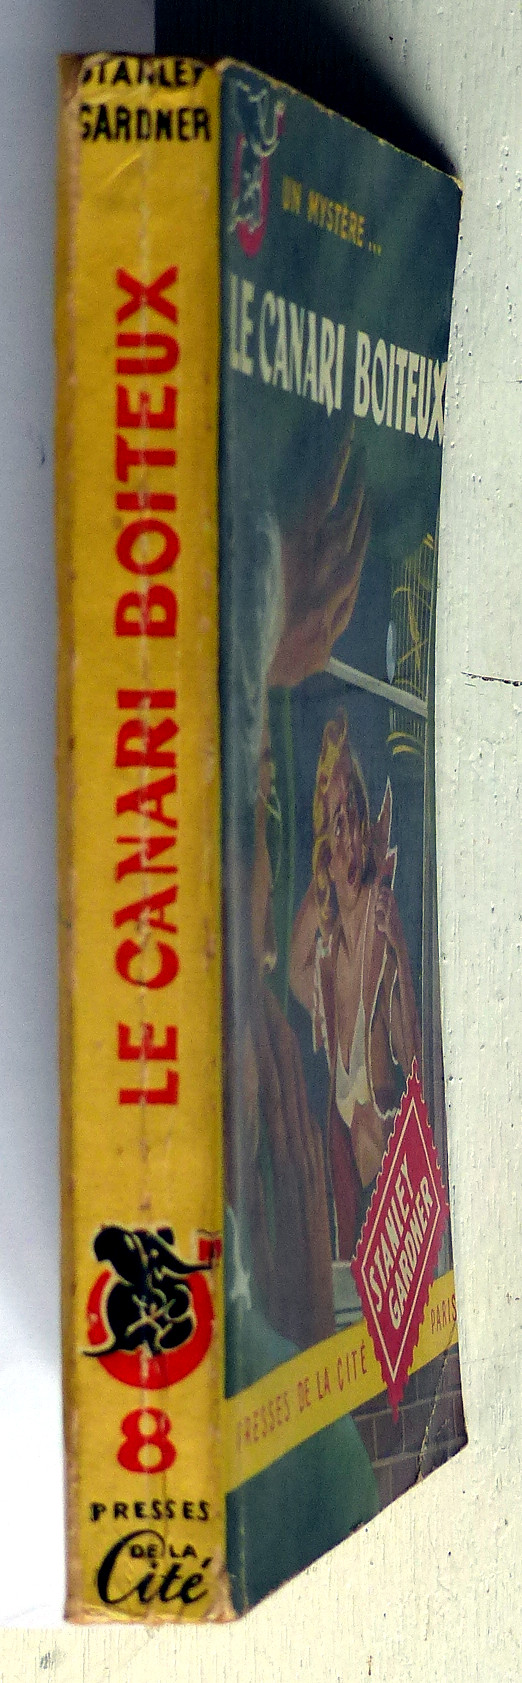 STANLEY
GARDNER
LE CANARI BOITEUX
8
PRESSES
DE LA
Cité
UN MYSTÈRE...
LE CANARI BOITEUX
STANLEY
GARDNER
PRESSES DE LA CITÉ
PARIS